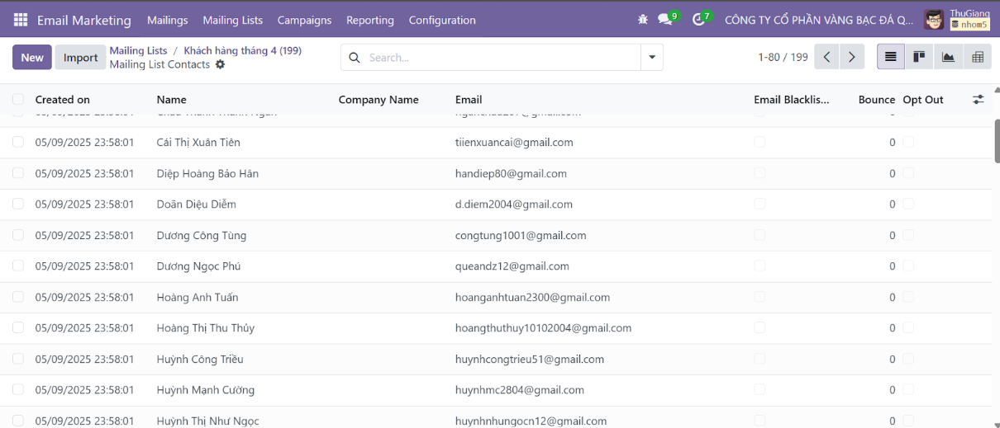 Email Marketing Mailings Mailing Lists Campaigns Reporting Configuration 9 7 CÔNG TY CỔ PHẦN VÀNG BẠC ĐÁ Q... ThuGiang
nhom5
New Import Mailing Lists / Khách hàng tháng 4 (199)
Mailing List Contacts
Search...
1-80 / 199
Created on Name Company Name Email Email Blacklis... Bounce Opt Out
05/09/2025 23:58:01 Cái Thị Xuân Tiên tiienxuancai@gmail.com 0
05/09/2025 23:58:01 Diệp Hoàng Bảo Hân handiep80@gmail.com 0
05/09/2025 23:58:01 Doãn Diệu Diễm d.diem2004@gmail.com 0
05/09/2025 23:58:01 Dương Công Tùng congtung1001@gmail.com 0
05/09/2025 23:58:01 Dương Ngọc Phú queandz12@gmail.com 0
05/09/2025 23:58:01 Hoàng Anh Tuấn hoanganhtuan2300@gmail.com 0
05/09/2025 23:58:01 Hoàng Thị Thu Thủy hoangthuthuy10102004@gmail.com 0
05/09/2025 23:58:01 Huỳnh Công Triều huynhcongtrieu51@gmail.com 0
05/09/2025 23:58:01 Huỳnh Mạnh Cường huynhmc2804@gmail.com 0
05/09/2025 23:58:01 Huỳnh Thị Như Ngọc huynhnhungocn12@gmail.com 0